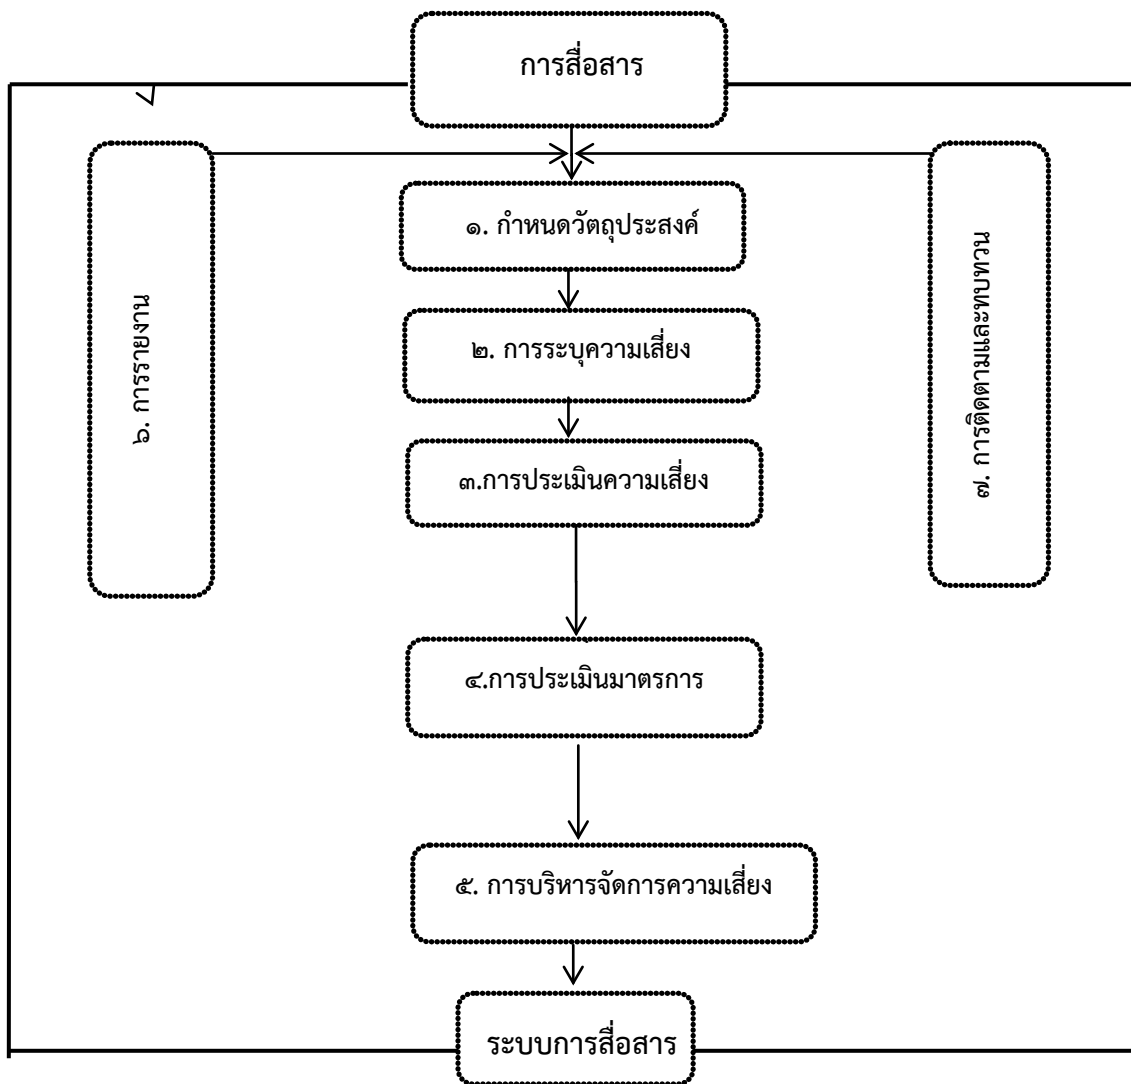 การสื่อสาร
๑. กำหนดวัตถุประสงค์
๒. การระบุความเสี่ยง
๓.การประเมินความเสี่ยง
๔.การประเมินมาตรการ
๕. การบริหารจัดการความเสี่ยง
ระบบการสื่อสาร
๖. การรายงาน
๗. การติดตามและทบทวน